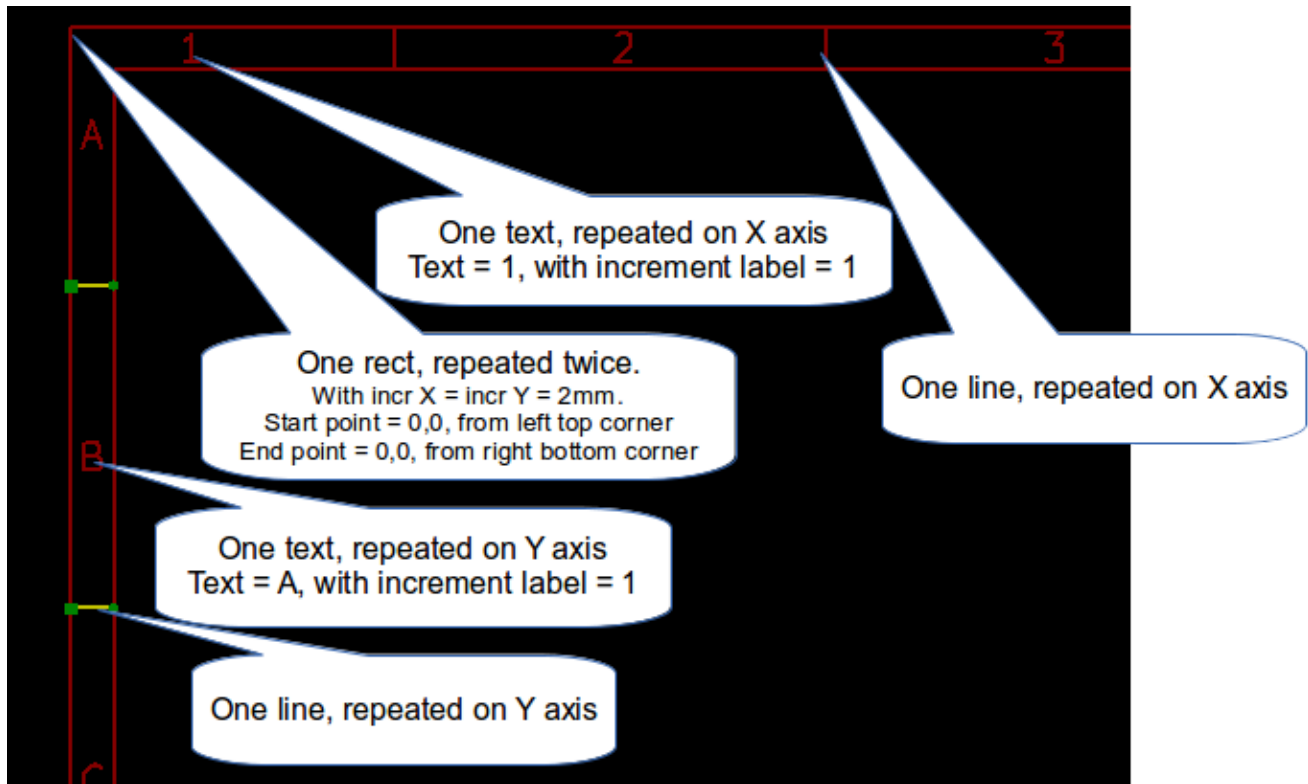 1 2 3
A
One text, repeated on X axis
Text = 1, with increment label = 1
One rect, repeated twice.
With incr X = incr Y = 2mm.
Start point = 0,0, from left top corner
End point = 0,0, from right bottom corner
One line, repeated on X axis
B
One text, repeated on Y axis
Text = A, with increment label = 1
One line, repeated on Y axis
C